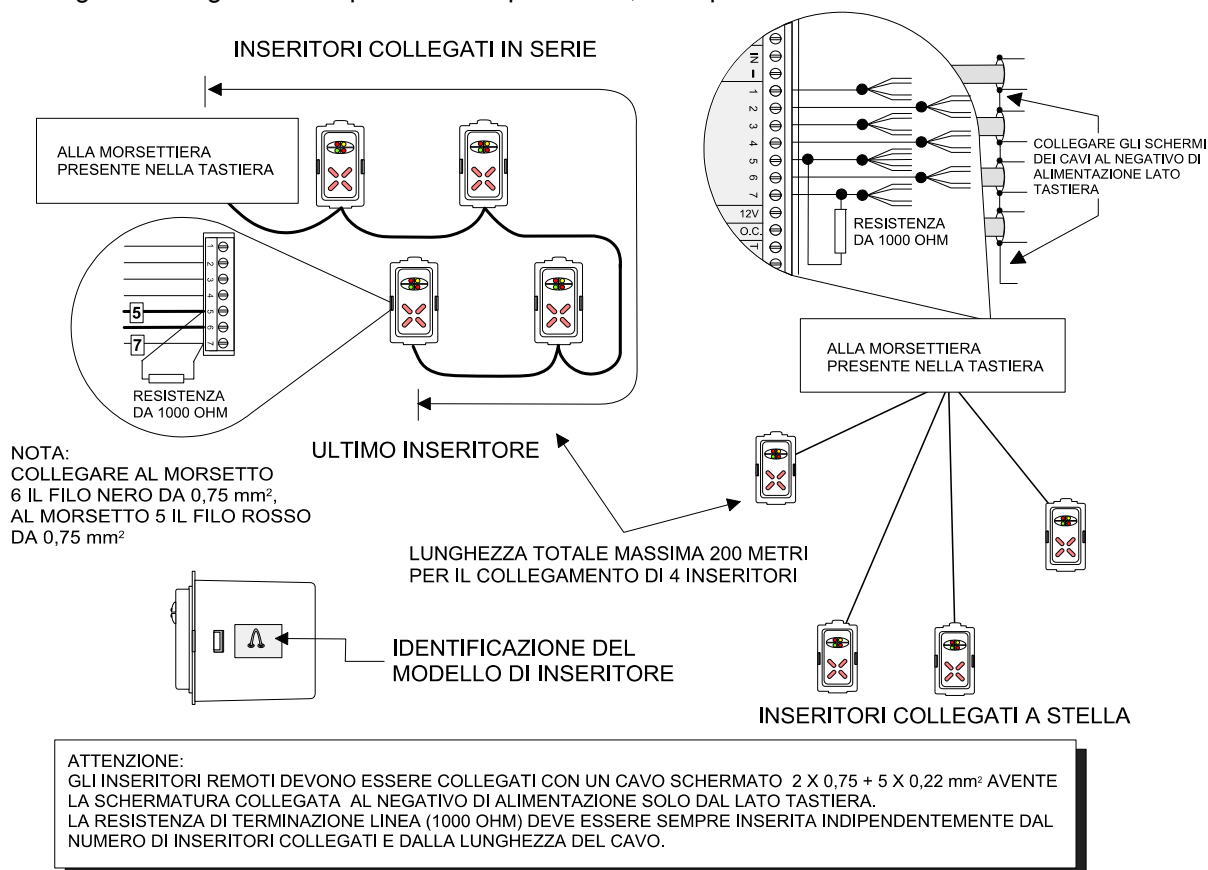 INSERITORI COLLEGATI IN SERIE
ALLA MORSETTIERA
PRESENTE NELLA TASTIERA
1
2
3
4
5
6
7
5
7
RESISTENZA
DA 1000 OHM
NOTA:
COLLEGARE AL MORSETTO
6 IL FILO NERO DA 0,75 mm²,
AL MORSETTO 5 IL FILO ROSSO
DA 0,75 mm²
ULTIMO INSERITORE
LUNGHEZZA TOTALE MASSIMA 200 METRI
PER IL COLLEGAMENTO DI 4 INSERITORI
IDENTIFICAZIONE DEL
MODELLO DI INSERITORE
IN
1
2
3
4
5
6
7
12V
O.C.
RESISTENZA
DA 1000 OHM
COLLEGARE GLI SCHERMI
DEI CAVI AL NEGATIVO DI
ALIMENTAZIONE LATO
TASTIERA
ALLA MORSETTIERA
PRESENTE NELLA TASTIERA
INSERITORI COLLEGATI A STELLA
ATTENZIONE:
GLI INSERITORI REMOTI DEVONO ESSERE COLLEGATI CON UN CAVO SCHERMATO 2 X 0,75 + 5 X 0,22 mm² AVENTE
LA SCHERMATURA COLLEGATA AL NEGATIVO DI ALIMENTAZIONE SOLO DAL LATO TASTIERA.
LA RESISTENZA DI TERMINAZIONE LINEA (1000 OHM) DEVE ESSERE SEMPRE INSERITA INDIPENDENTEMENTE DAL
NUMERO DI INSERITORI COLLEGATI E DALLA LUNGHEZZA DEL CAVO.